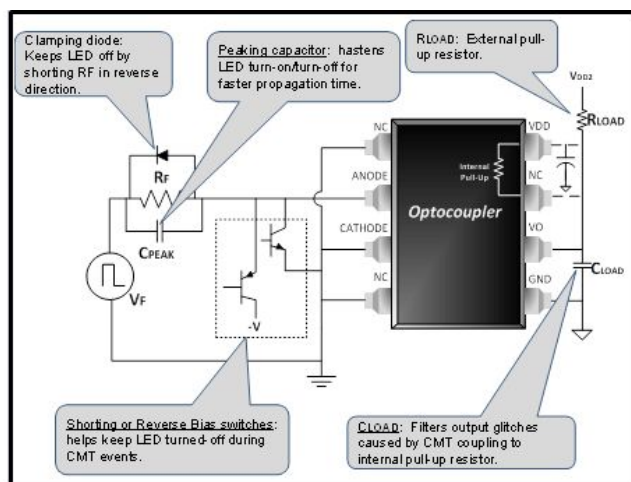 Clamping diode:
Keeps LED off by
shorting RF in reverse
direction.
Peaking capacitor: hastens
LED turn-on/turn-off for
faster propagation time.
RLOAD: External pull-
up resistor.
VDD2
RLOAD
NC
VDD
Internal
Pull-Up
RF
ANODE
NC
Optocoupler
CPEAK
CATHODE
VO
CLOAD
VF
NC
GND
-V
Shorting or Reverse Bias switches:
helps keep LED turned-off during
CMT events.
CLOAD: Filters output glitches
caused by CMT coupling to
internal pull-up resistor.